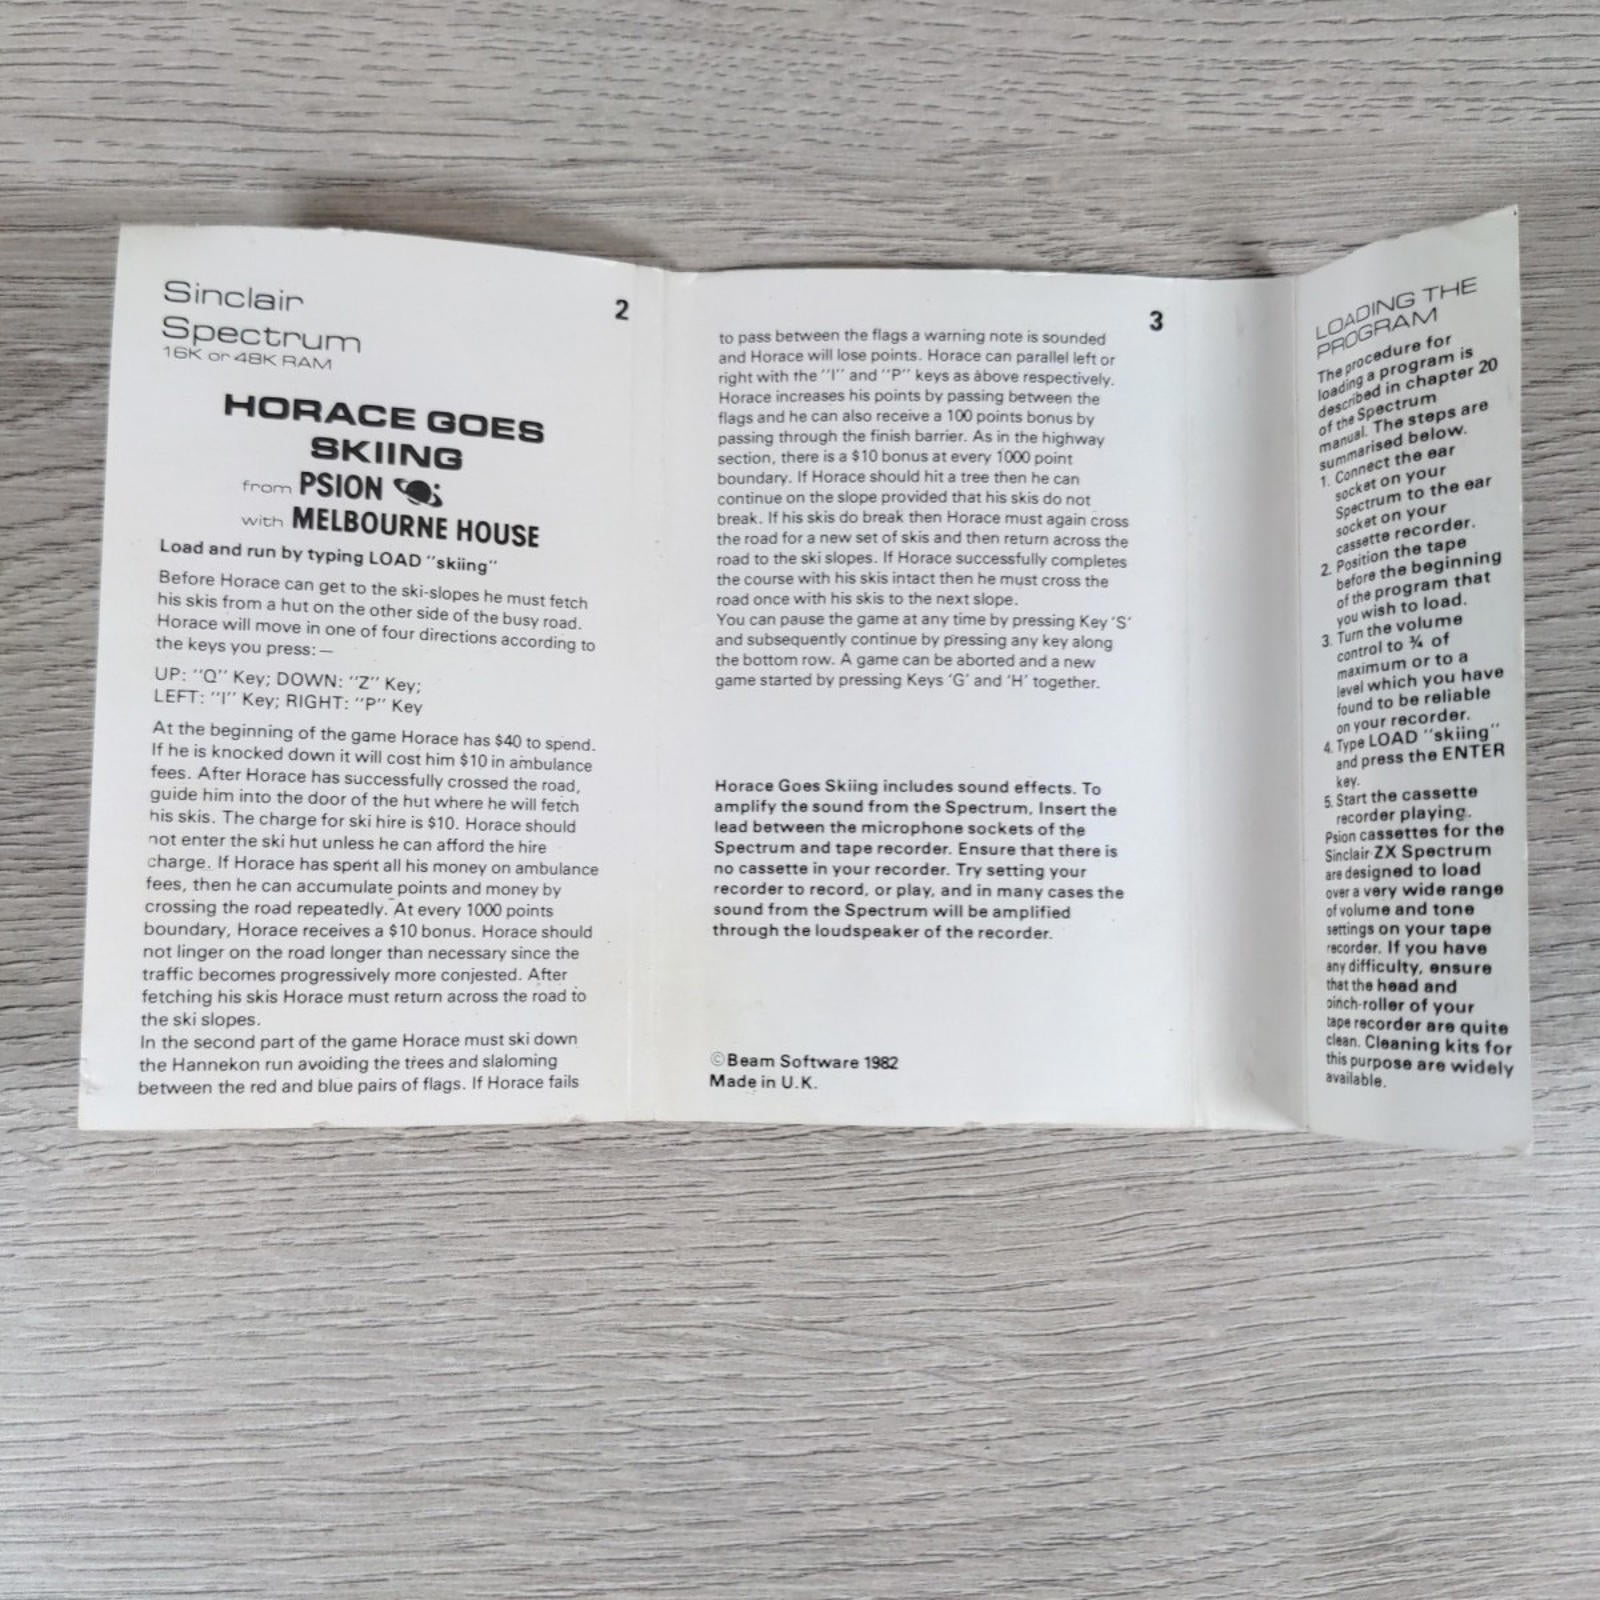 Sinclair
Spectrum
16K or 48K RAM
HORACE GOES
SKIING
from PSION
with MELBOURNE HOUSE
Load and run by typing LOAD "skiing"
Before Horace can get to the ski-slopes he must fetch
his skis from a hut on the other side of the busy road.
Horace will move in one of four directions according to
the keys you press:—
UP: "Q" Key; DOWN: "Z" Key;
LEFT: "I" Key; RIGHT: "P" Key
At the beginning of the game Horace has $40 to spend.
If he is knocked down it will cost him $10 in ambulance
fees. After Horace has successfully crossed the road,
guide him into the door of the hut where he will fetch
his skis. The charge for ski hire is $10. Horace should
not enter the ski hut unless he can afford the hire
charge. If Horace has spent all his money on ambulance
fees, then he can accumulate points and money by
crossing the road repeatedly. At every 1000 points
boundary, Horace receives a $10 bonus. Horace should
not linger on the road longer than necessary since the
traffic becomes progressively more conjested. After
fetching his skis Horace must return across the road to
the ski slopes.
In the second part of the game Horace must ski down
the Hannekon run avoiding the trees and slaloming
between the red and blue pairs of flags. If Horace fails
2
to pass between the flags a warning note is sounded
and Horace will lose points. Horace can parallel left or
right with the "I" and "P" keys as above respectively.
Horace increases his points by passing between the
flags and he can also receive a 100 points bonus by
passing through the finish barrier. As in the highway
section, there is a $10 bonus at every 1000 point
boundary. If Horace should hit a tree then he can
continue on the slope provided that his skis do not
break. If his skis do break then Horace must again cross
the road for a new set of skis and then return across the
road to the ski slopes. If Horace successfully completes
the course with his skis intact then he must cross the
road once with his skis to the next slope.
You can pause the game at any time by pressing Key 'S'
and subsequently continue by pressing any key along
the bottom row. A game can be aborted and a new
game started by pressing Keys 'G' and 'H' together.
Horace Goes Skiing includes sound effects. To
amplify the sound from the Spectrum, Insert the
lead between the microphone sockets of the
Spectrum and tape recorder. Ensure that there is
no cassette in your recorder. Try setting your
recorder to record, or play, and in many cases the
sound from the Spectrum will be amplified
through the loudspeaker of the recorder.
©Beam Software 1982
Made in U.K.
3
LOADING THE
PROGRAM
The procedure for
loading a program is
described in chapter 20
of the Spectrum
manual. The steps are
summarised below.
1. Connect the ear
socket on your
Spectrum to the ear
socket on your
cassette recorder.
2. Position the tape
before the beginning
of the program that
you wish to load.
3. Turn the volume
control to ¾ of
maximum or to a
level which you have
found to be reliable
on your recorder.
4. Type LOAD "skiing"
and press the ENTER
key.
5. Start the cassette
recorder playing.
Psion cassettes for the
Sinclair ZX Spectrum
are designed to load
over a very wide range
of volume and tone
settings on your tape
recorder. If you have
any difficulty, ensure
that the head and
pinch-roller of your
tape recorder are quite
clean. Cleaning kits for
this purpose are widely
available.